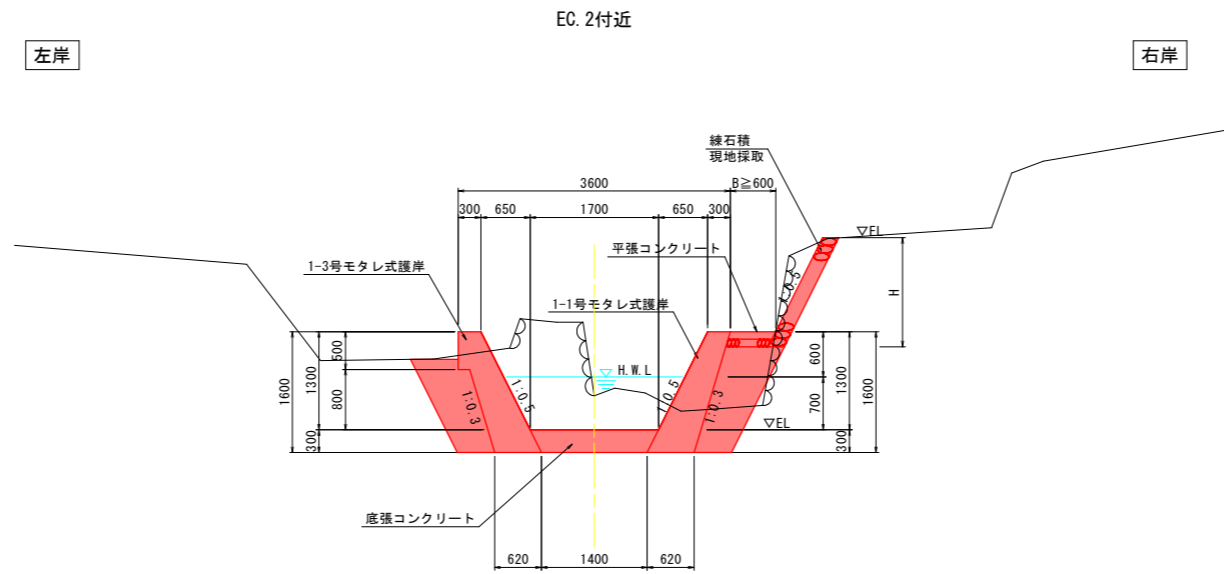 EC.2付近
左岸
右岸
練石積
現地採取
3600
B≧600
300
650
1700
650
300
▽EL
平張コンクリート
1-3号モタレ式護岸
1-1号モタレ式護岸
1:0.5
H
500
600
H.W.L
1600
1300
800
1:0.3
1:0.5
1:0.5
1:0.3
700
1300
1600
▽EL
300
300
底張コンクリート
620
1400
620